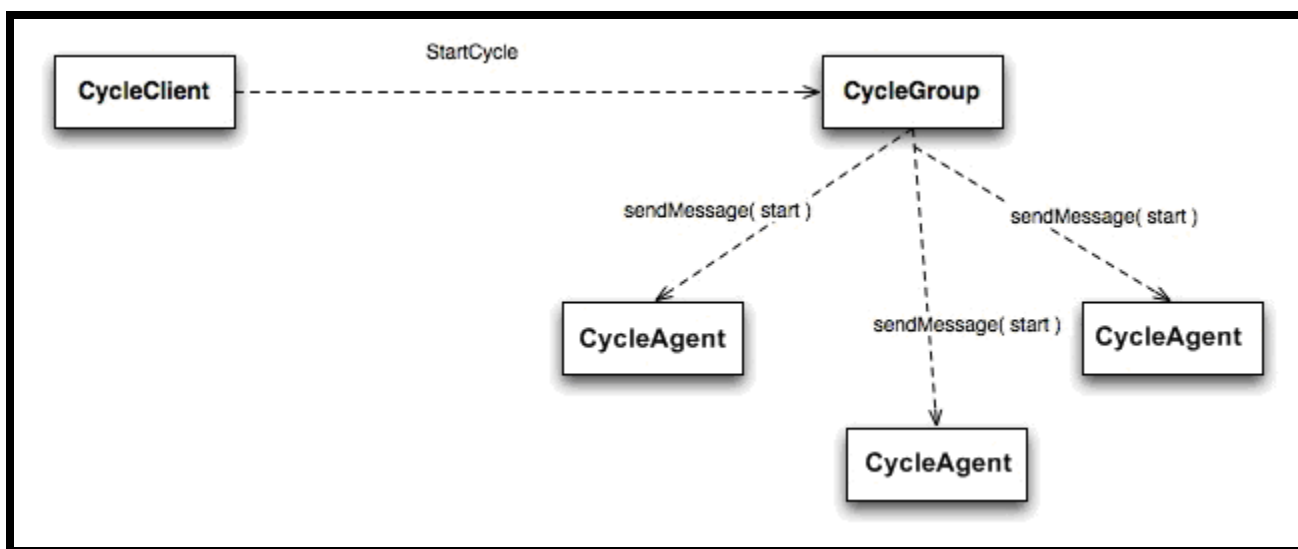 StartCycle
CycleClient
CycleGroup
sendMessage( start )
sendMessage( start )
sendMessage( start )
CycleAgent
CycleAgent
CycleAgent